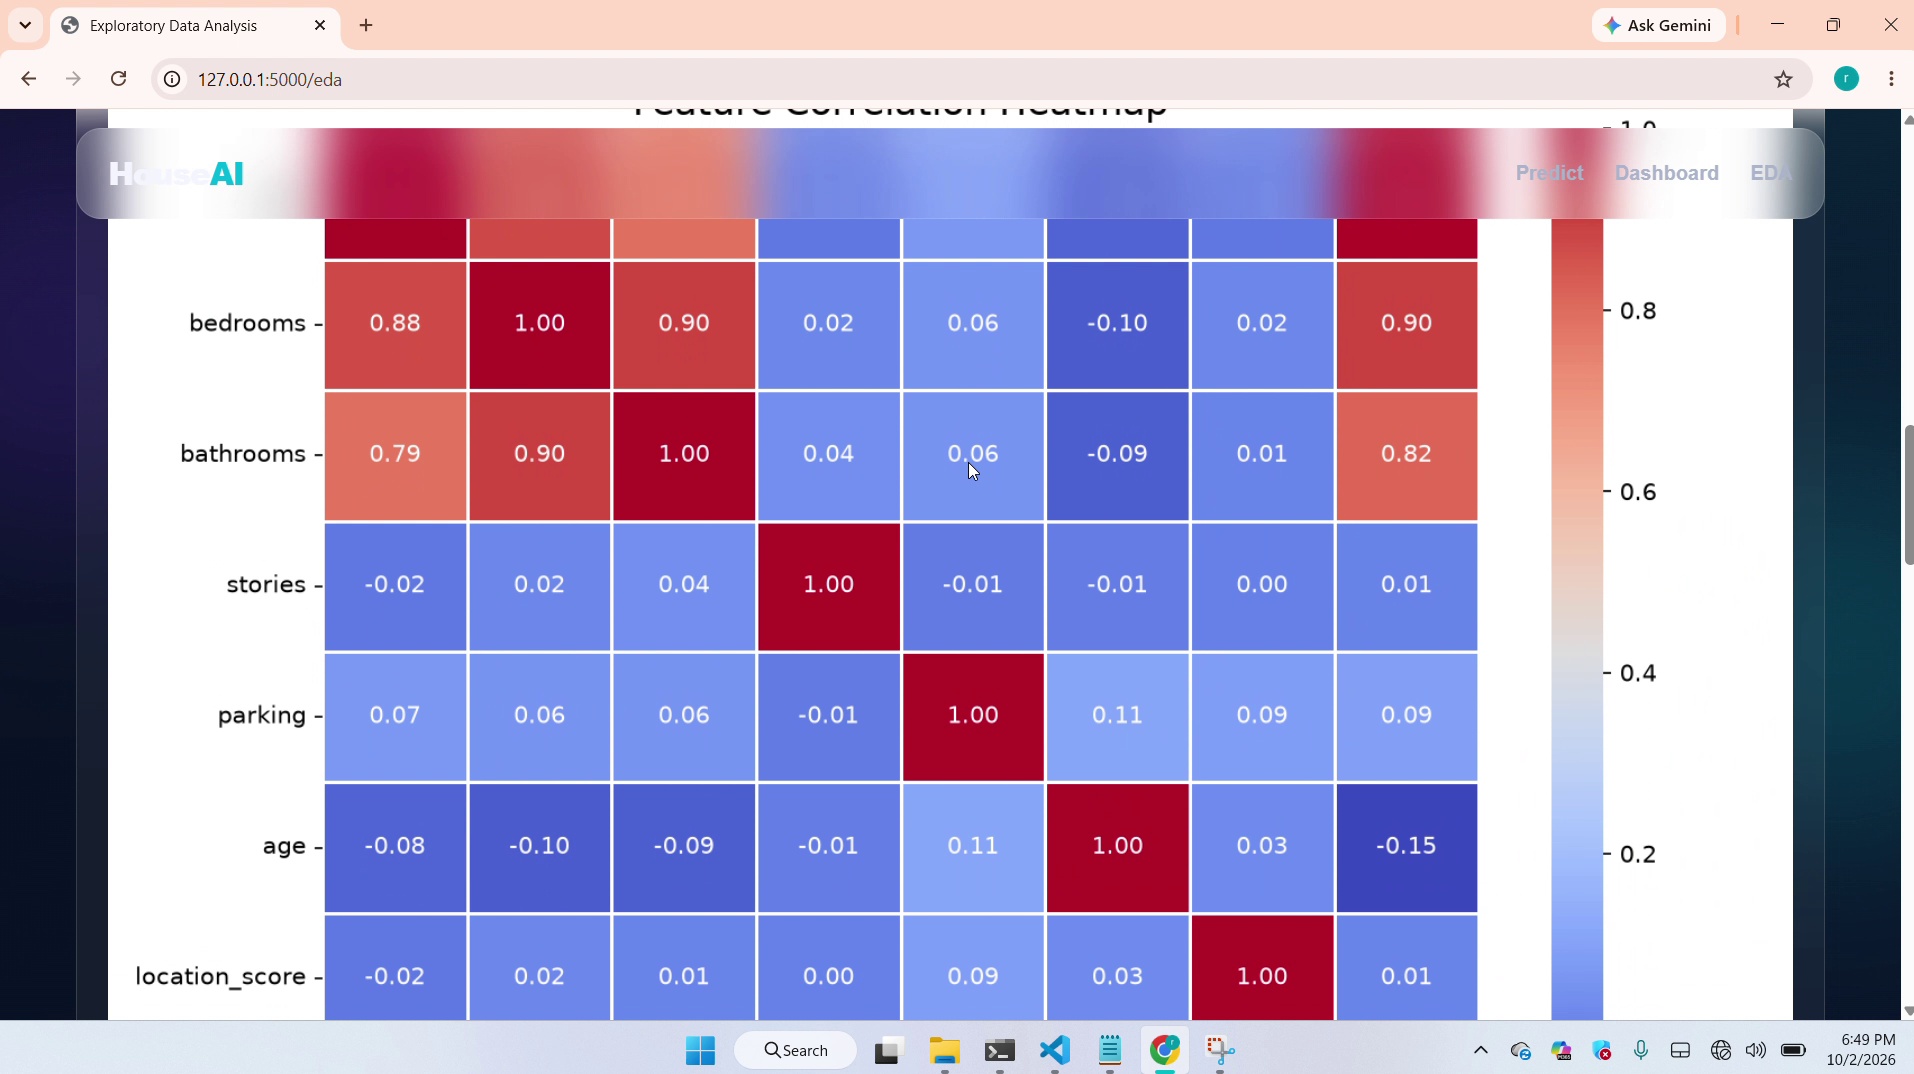 Exploratory Data Analysis
Ask Gemini
127.0.0.1:5000/eda
r
Feature Correlation Heatmap
1.0
HouseAI
Predict Dashboard EDA
bedrooms 0.88 1.00 0.90 0.02 0.06 -0.10 0.02 0.90
0.8
bathrooms 0.79 0.90 1.00 0.04 0.06 -0.09 0.01 0.82
0.6
stories -0.02 0.02 0.04 1.00 -0.01 -0.01 0.00 0.01
0.4
parking 0.07 0.06 0.06 -0.01 1.00 0.11 0.09 0.09
age -0.08 -0.10 -0.09 -0.01 0.11 1.00 0.03 -0.15
0.2
location_score -0.02 0.02 0.01 0.00 0.09 0.03 1.00 0.01
Search
6:49 PM
10/2/2026